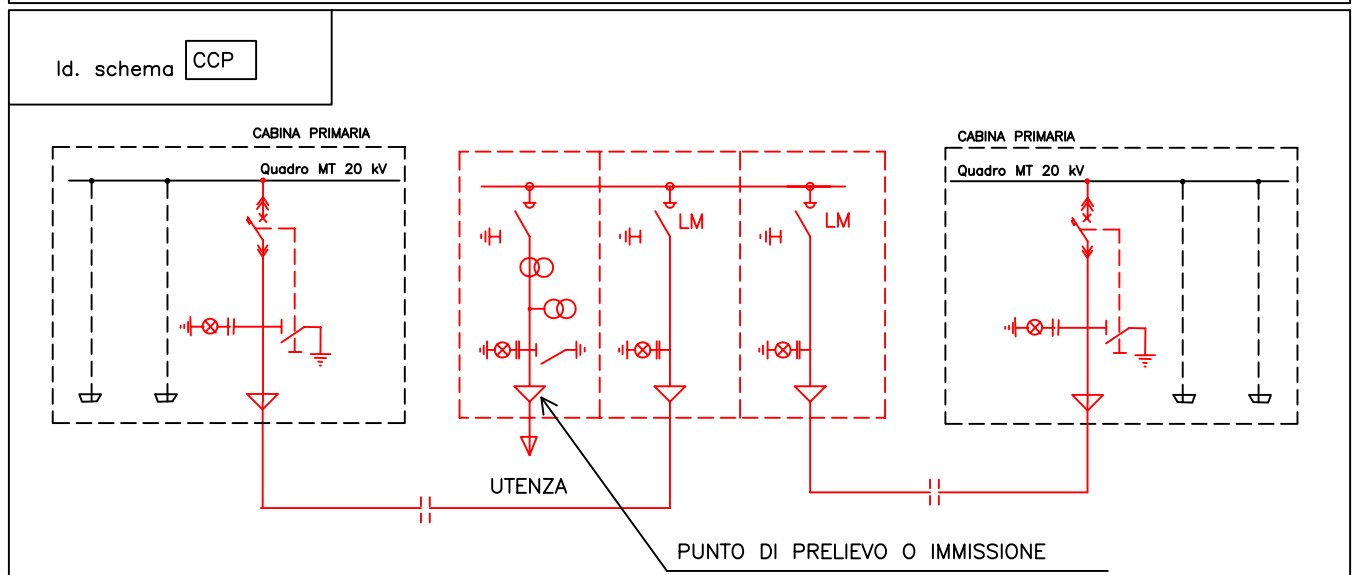 Id. schema CCP
CABINA PRIMARIA
Quadro MT 20 kV
CABINA PRIMARIA
Quadro MT 20 kV
LM
LM
UTENZA
PUNTO DI PRELIEVO O IMMISSIONE